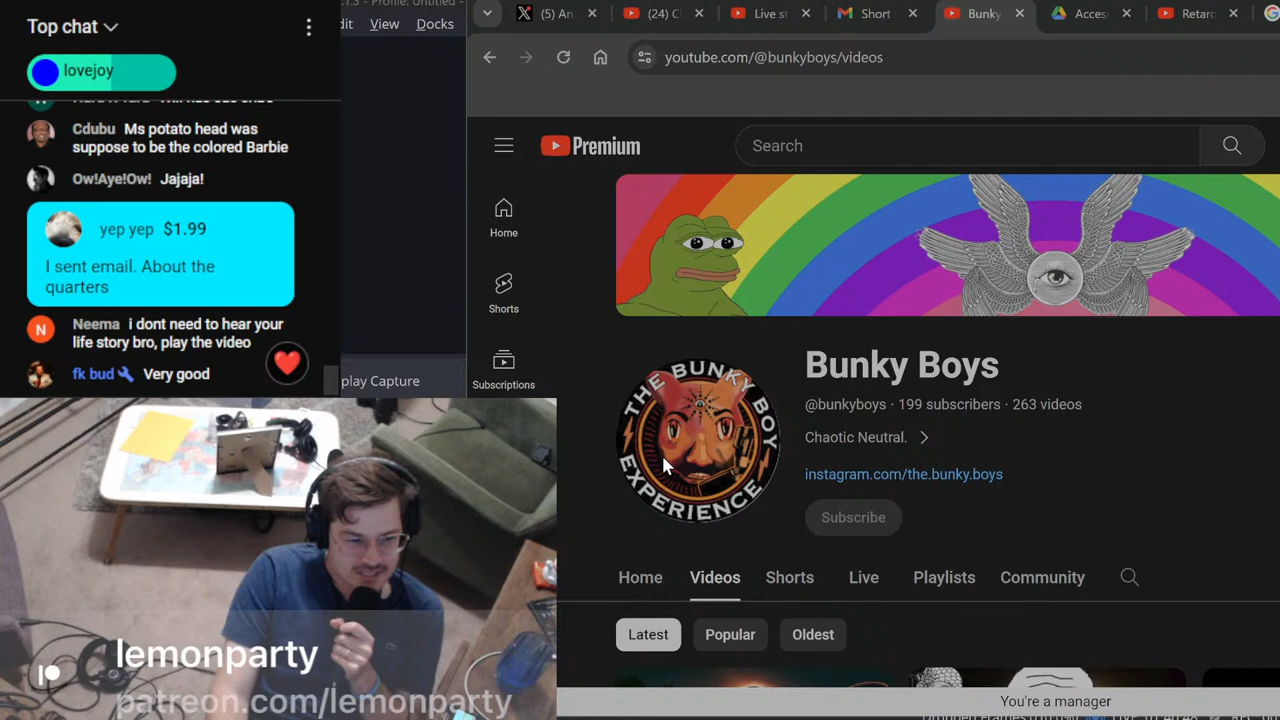 Top chat
lovejoy
Cdubu Ms potato head was
suppose to be the colored Barbie
Ow!Aye!Ow! Jajaja!
yep yep $1.99
I sent email. About the
quarters
Neema i dont need to hear your
life story bro, play the video
fk bud Very good
dit View Docks
play Capture
(5) An
(24) C
Live st
Short
Bunky
Acces
Retard
youtube.com/@bunkyboys/videos
Premium
Search
Home
Shorts
Subscriptions
THE BUNKY BOY
EXPERIENCE
Bunky Boys
@bunkyboys · 199 subscribers · 263 videos
Chaotic Neutral.
instagram.com/the.bunky.boys
Subscribe
Home Videos Shorts Live Playlists Community
Latest Popular Oldest
You're a manager
lemonparty
patreon.com/lemonparty